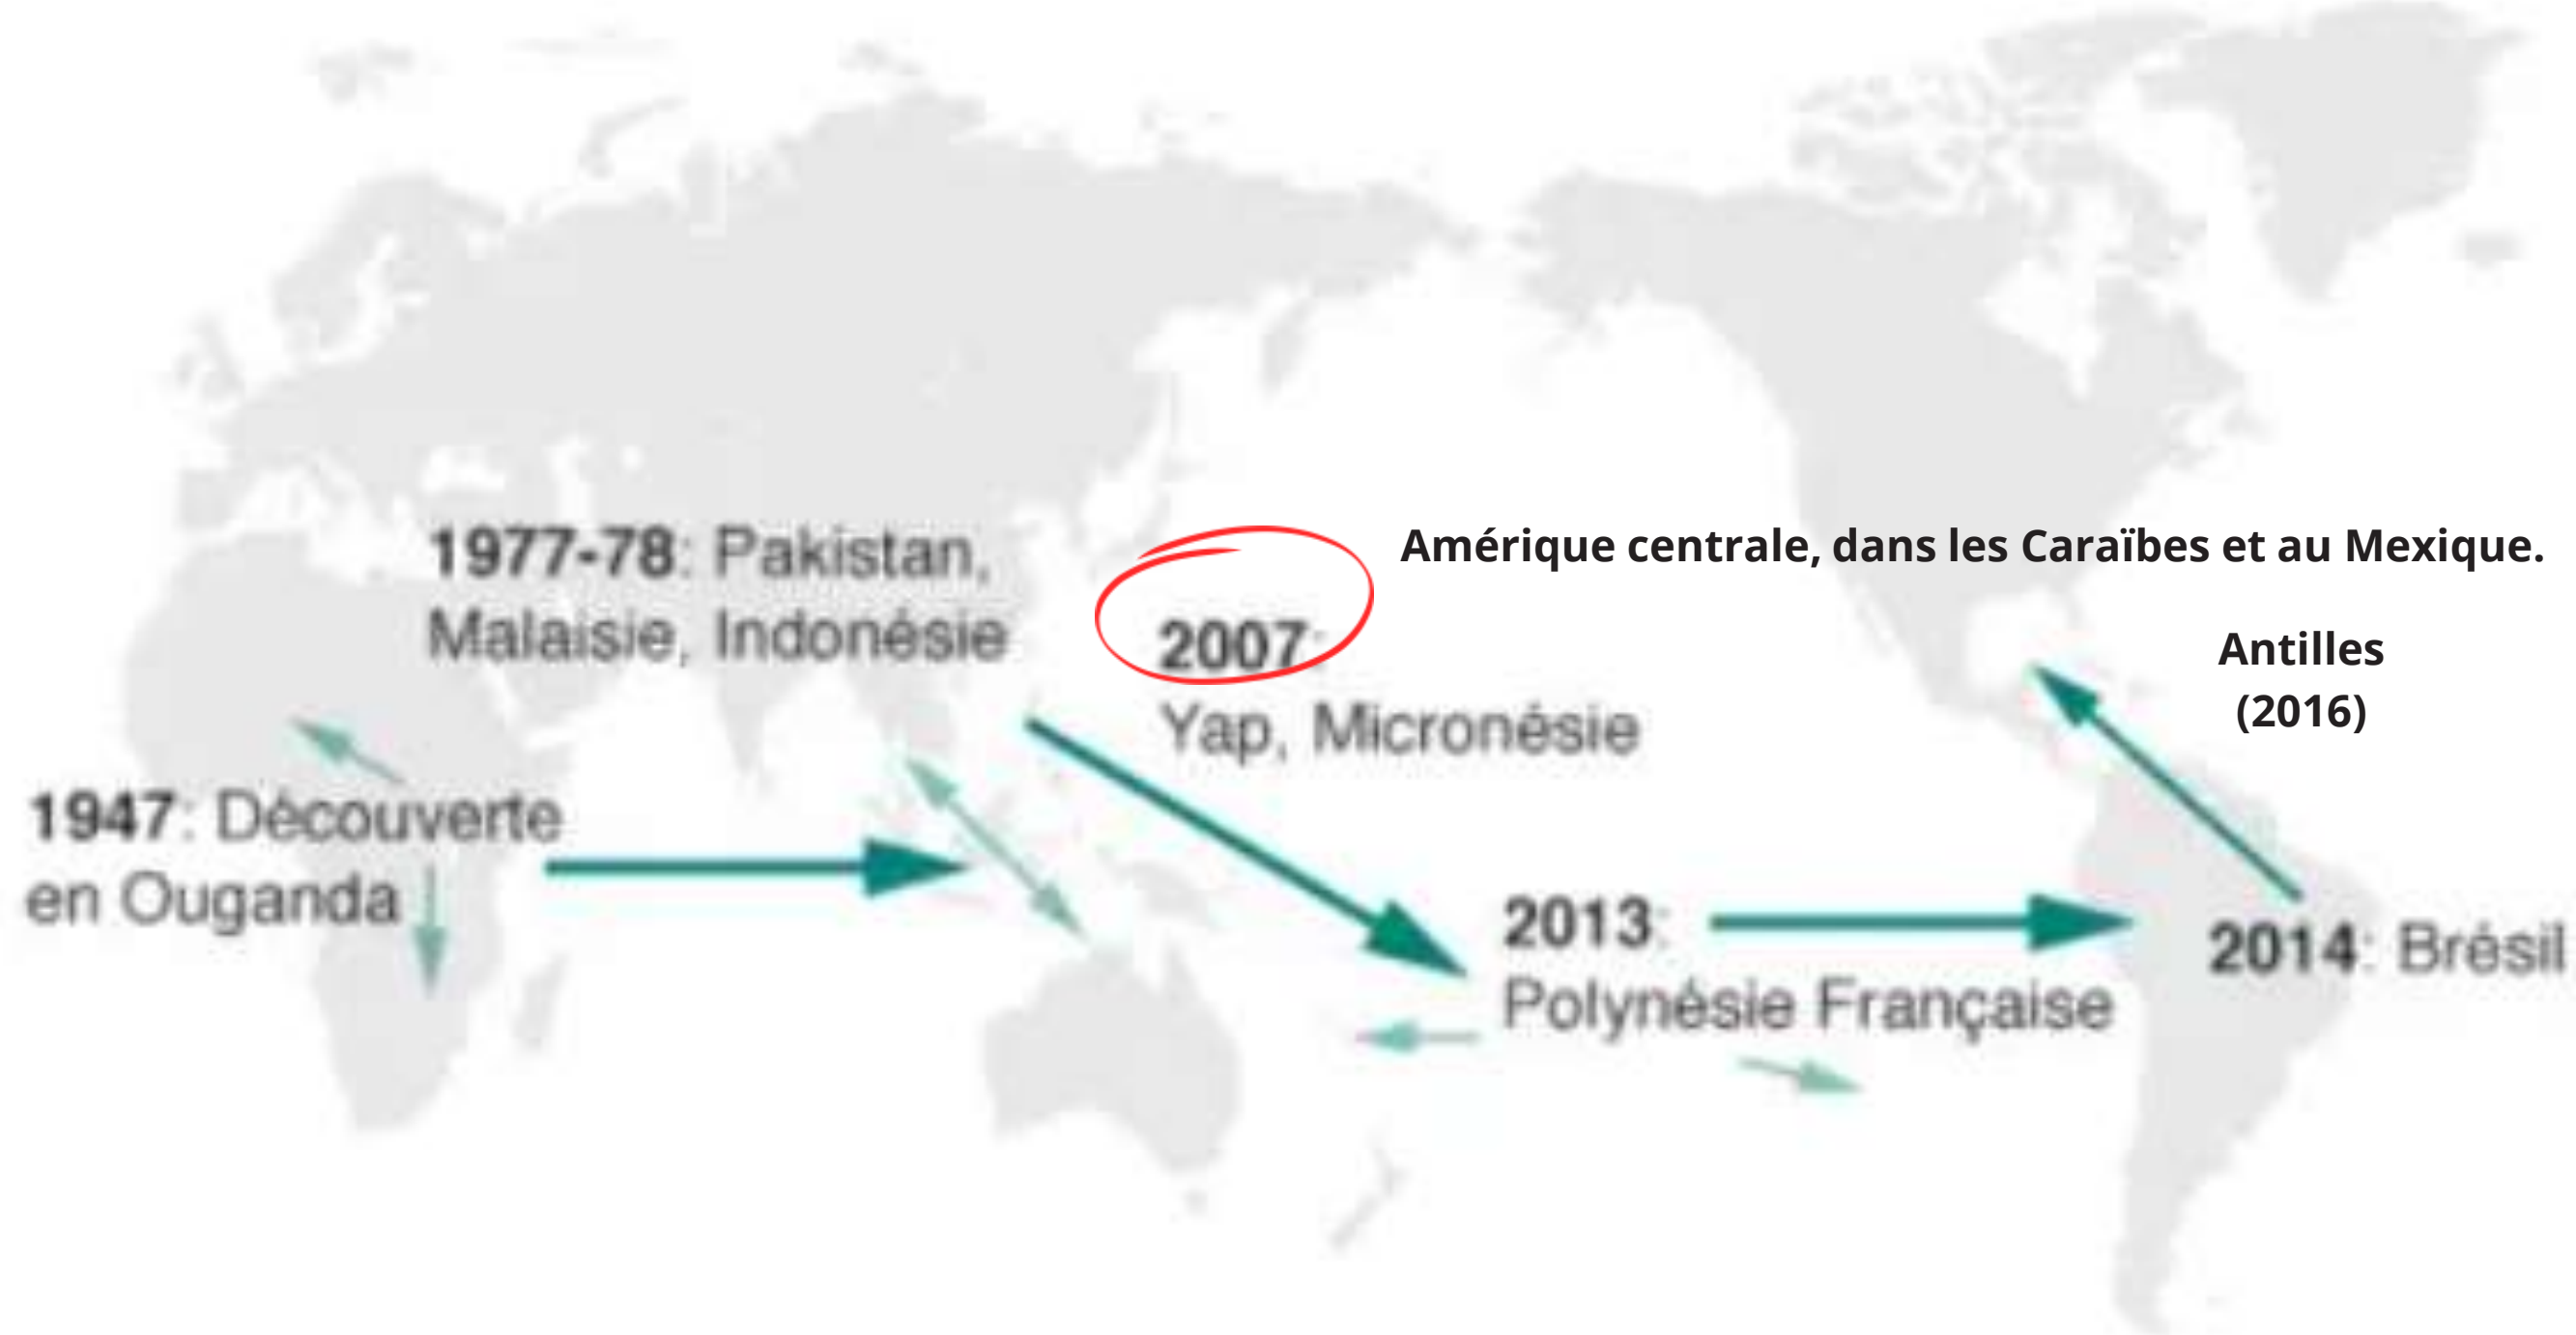 1977-78: Pakistan,
Malaisie, Indonésie
Amérique centrale, dans les Caraïbes et au Mexique.
2007:
Yap, Micronésie
Antilles
(2016)
1947: Découverte
en Ouganda
2013:
Polynésie Française
2014: Brésil